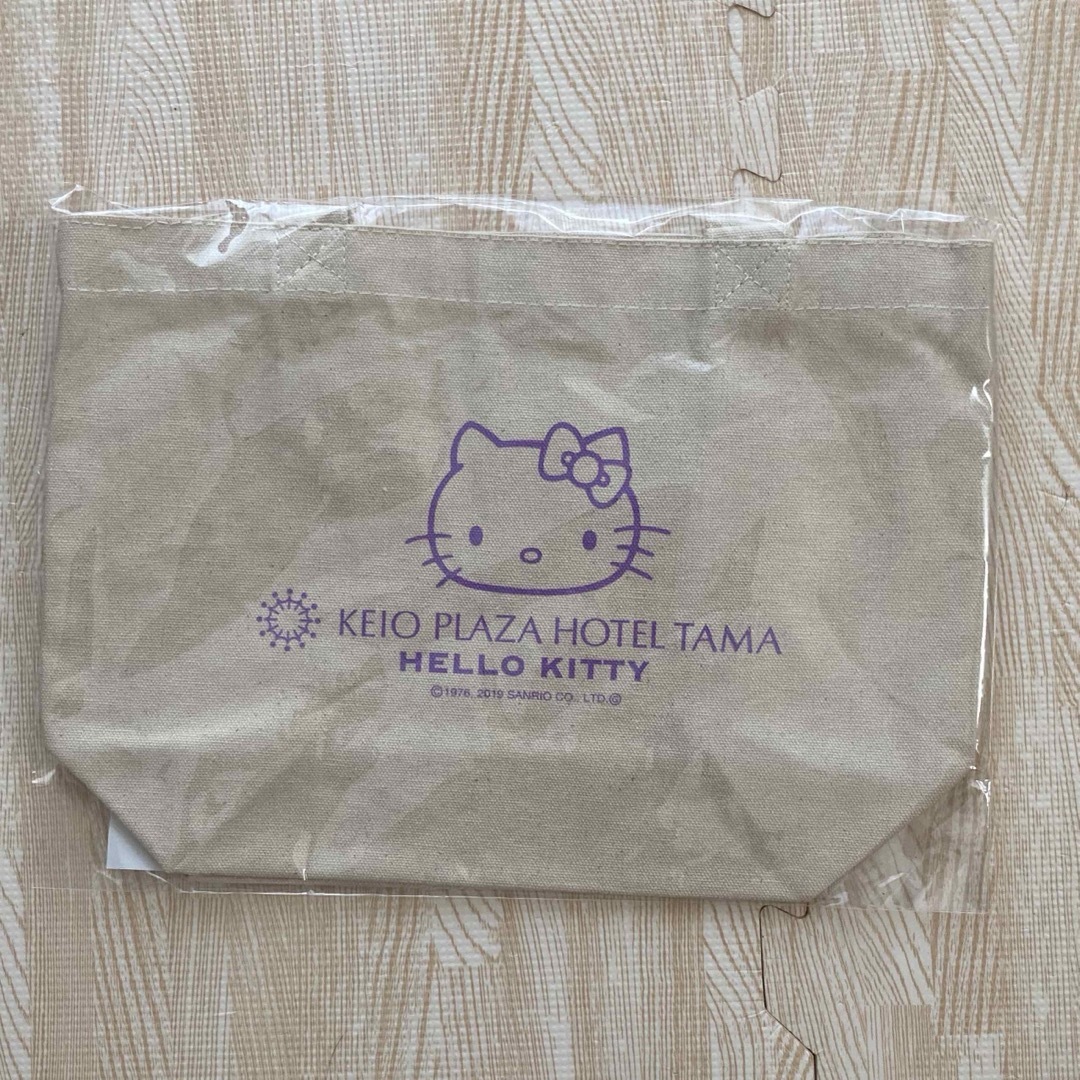 KEIO PLAZA HOTEL TAMA
HELLO KITTY
©1976, 2019 SANRIO CO., LTD.©